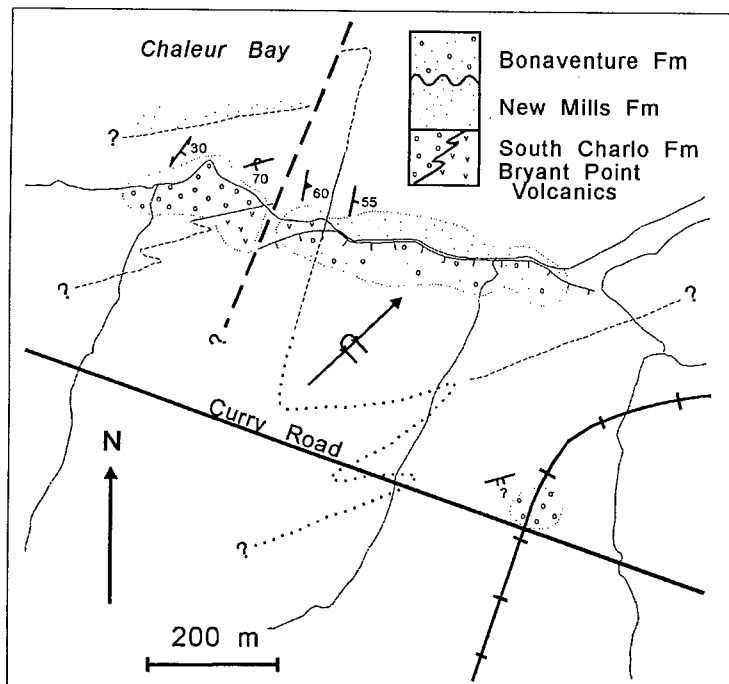 Chaleur Bay
Bonaventure Fm
New Mills Fm
South Charlo Fm
Bryant Point
Volcanics
?
30
70
60
55
?
?
?
Curry Road
N
?
?
200 m